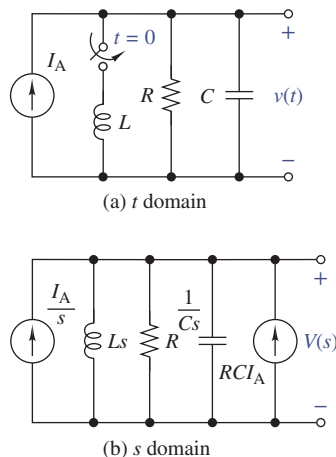 t = 0
+
I_A
L
R
C
v(t)
−
(a) t domain
I_A/s
Ls
R
1/Cs
RCI_A
+
V(s)
−
(b) s domain